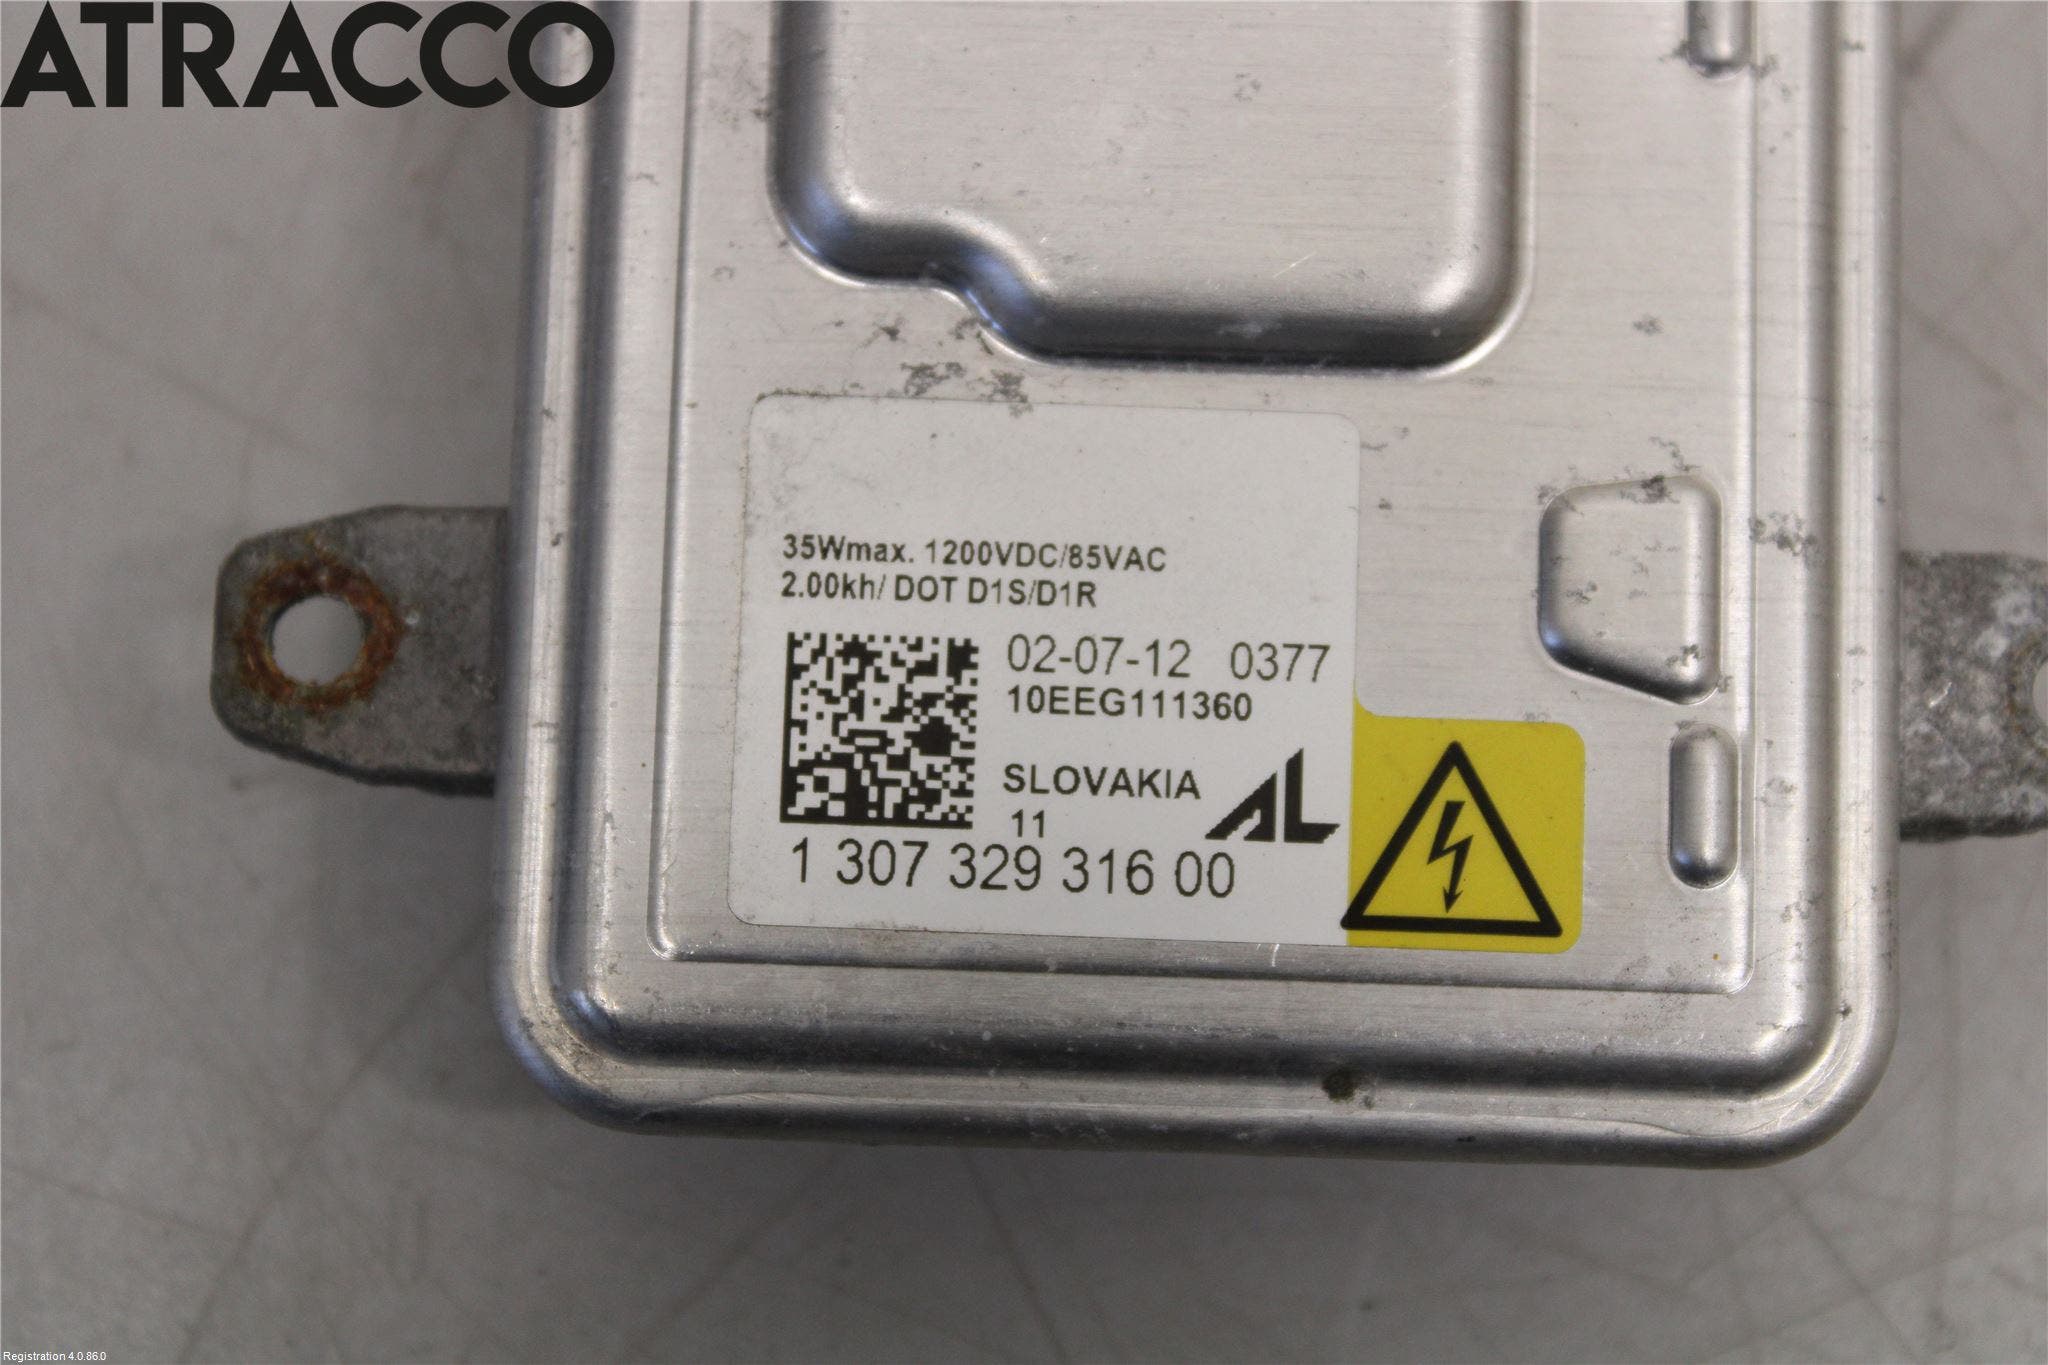 ATRACCO
35Wmax. 1200VDC/85VAC
2.00kh/ DOT D1S/D1R
02-07-12 0377
10EEG111360
SLOVAKIA
11
AL
1 307 329 316 00
Registration 4.0.86.0